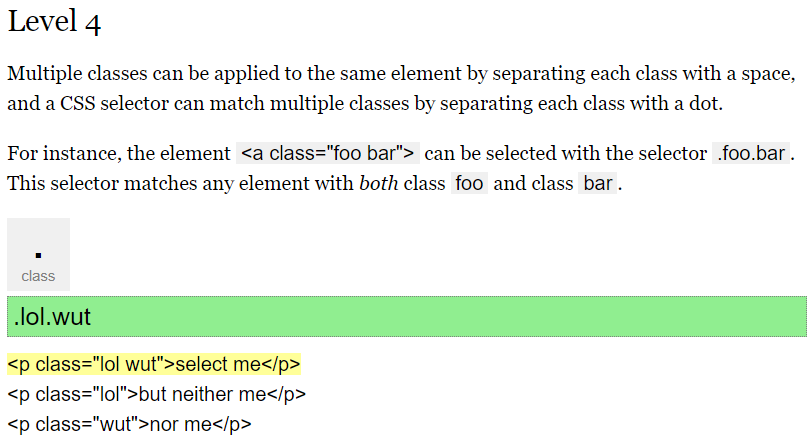 Level 4
Multiple classes can be applied to the same element by separating each class with a space,
and a CSS selector can match multiple classes by separating each class with a dot.
For instance, the element <a class="foo bar"> can be selected with the selector .foo.bar.
This selector matches any element with both class foo and class bar.
.
class
.lol.wut
<p class="lol wut">select me</p>
<p class="lol">but neither me</p>
<p class="wut">nor me</p>